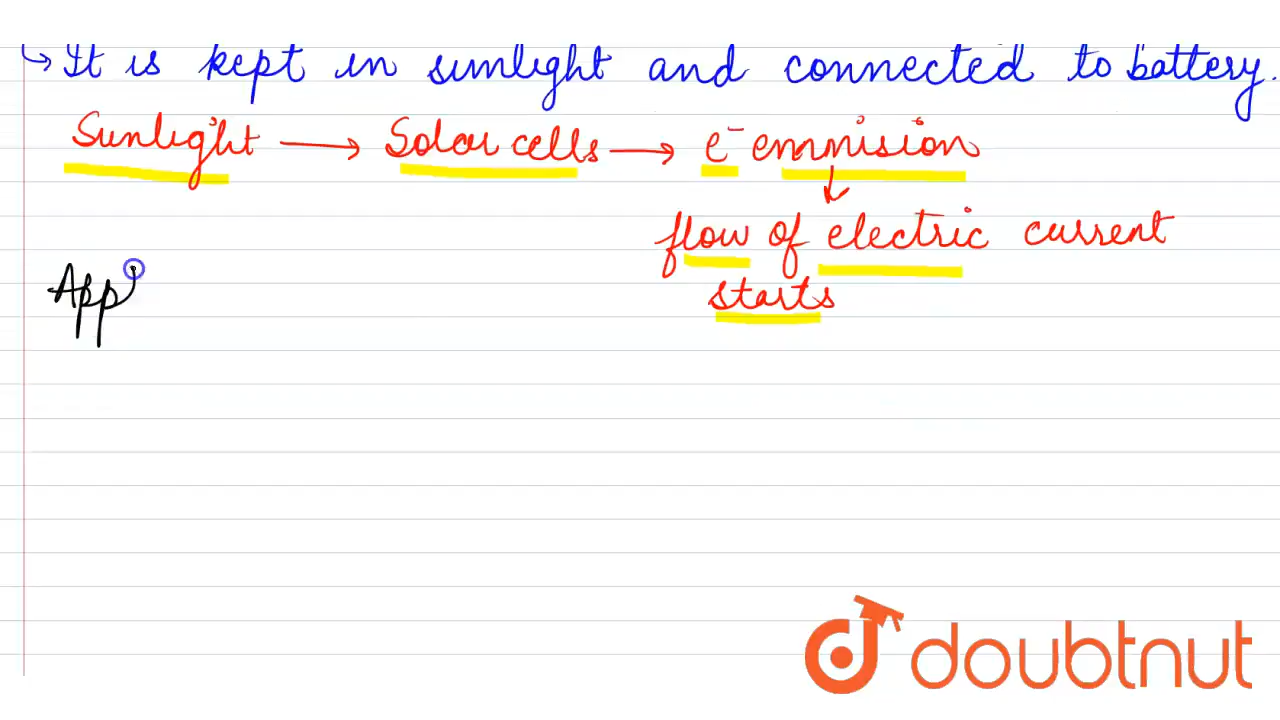 ↳ It is kept in sunlight and connected to battery.
Sunlight → Solar cells → e⁻ emmision
↓
flow of electric current
starts
App
doubtnut